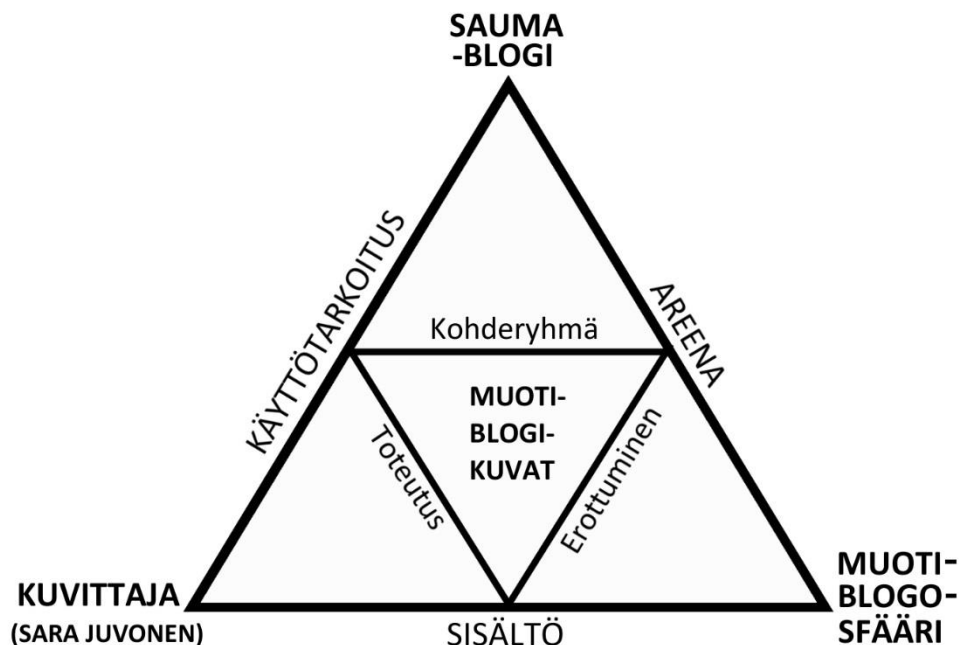 SAUMA
-BLOGI
KÄYTTÖTARKOITUS
AREENA
Kohderyhmä
MUOTI-
BLOGI-
KUVAT
Toteutus
Erottuminen
KUVITTAJA
(SARA JUVONEN)
SISÄLTÖ
MUOTI-
BLOGO-
SFÄÄRI